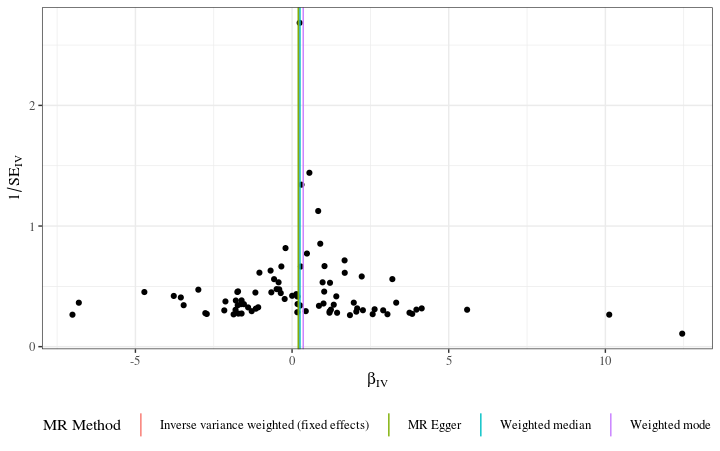 2
1
0
1/SE_IV
-5
0
5
10
β_IV
MR Method
Inverse variance weighted (fixed effects)
MR Egger
Weighted median
Weighted mode